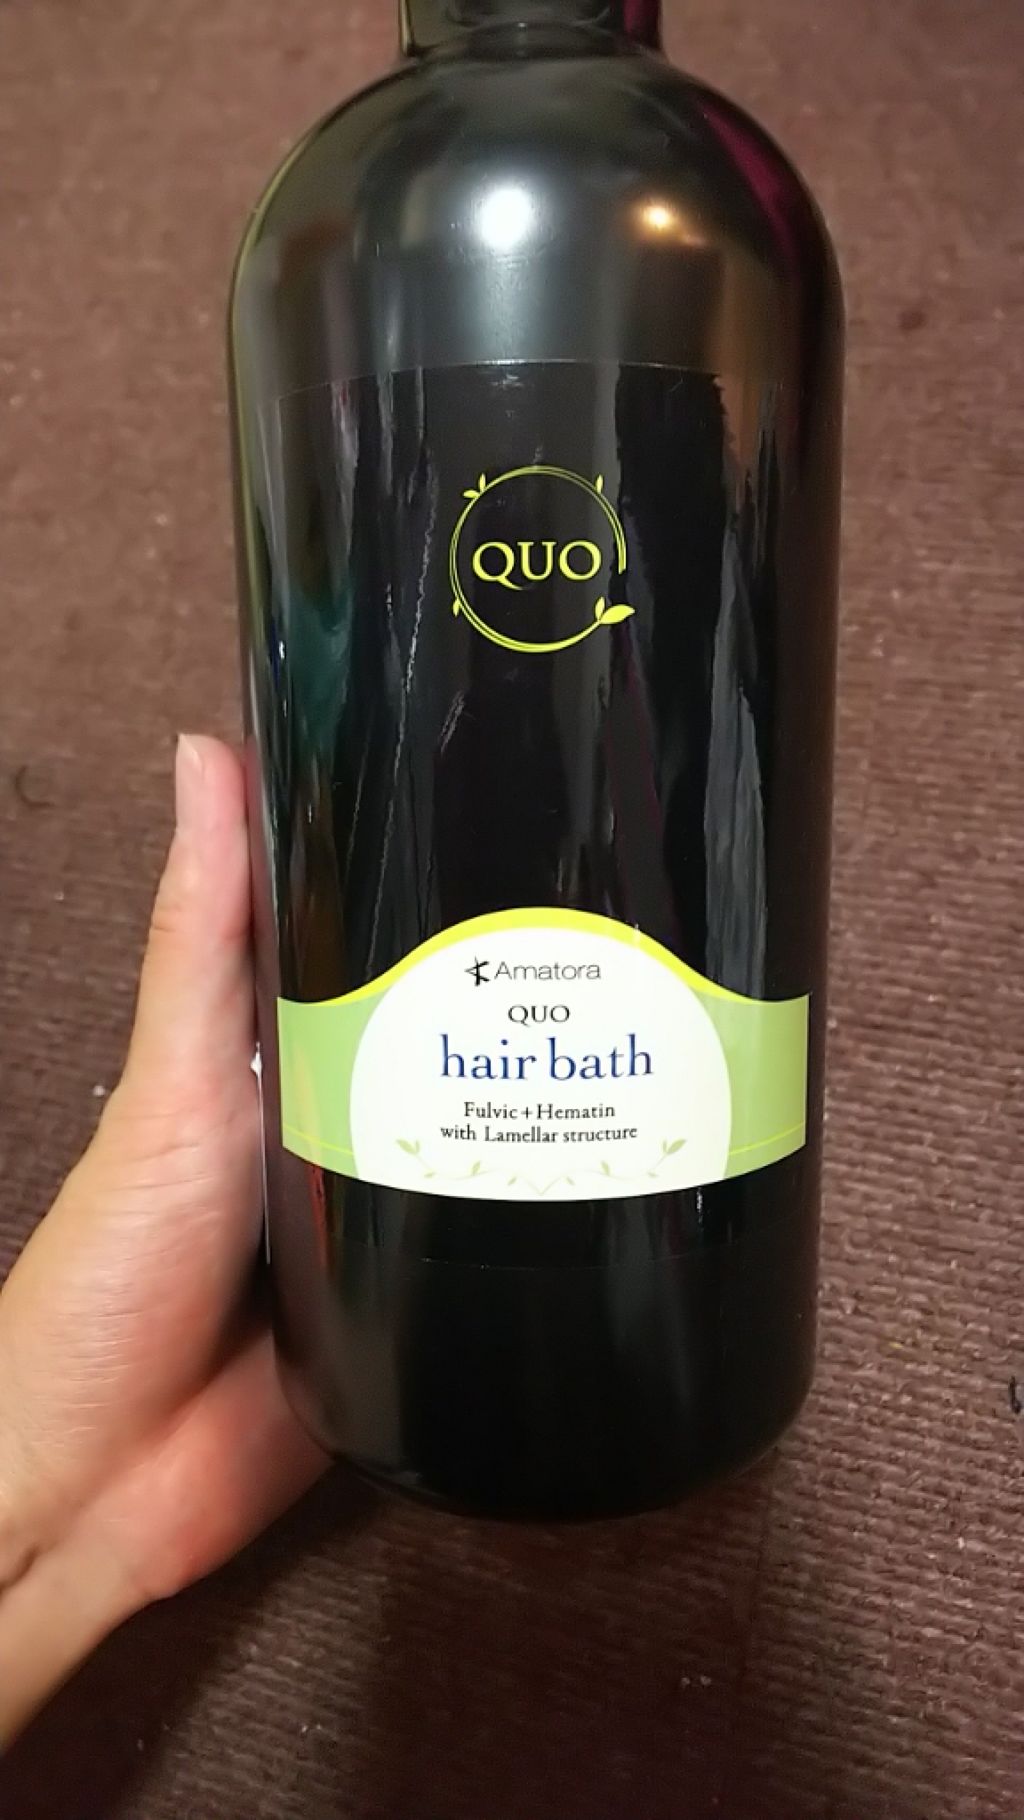 QUO
Amatora
QUO
hair bath
Fulvic+Hematin
with Lamellar structure